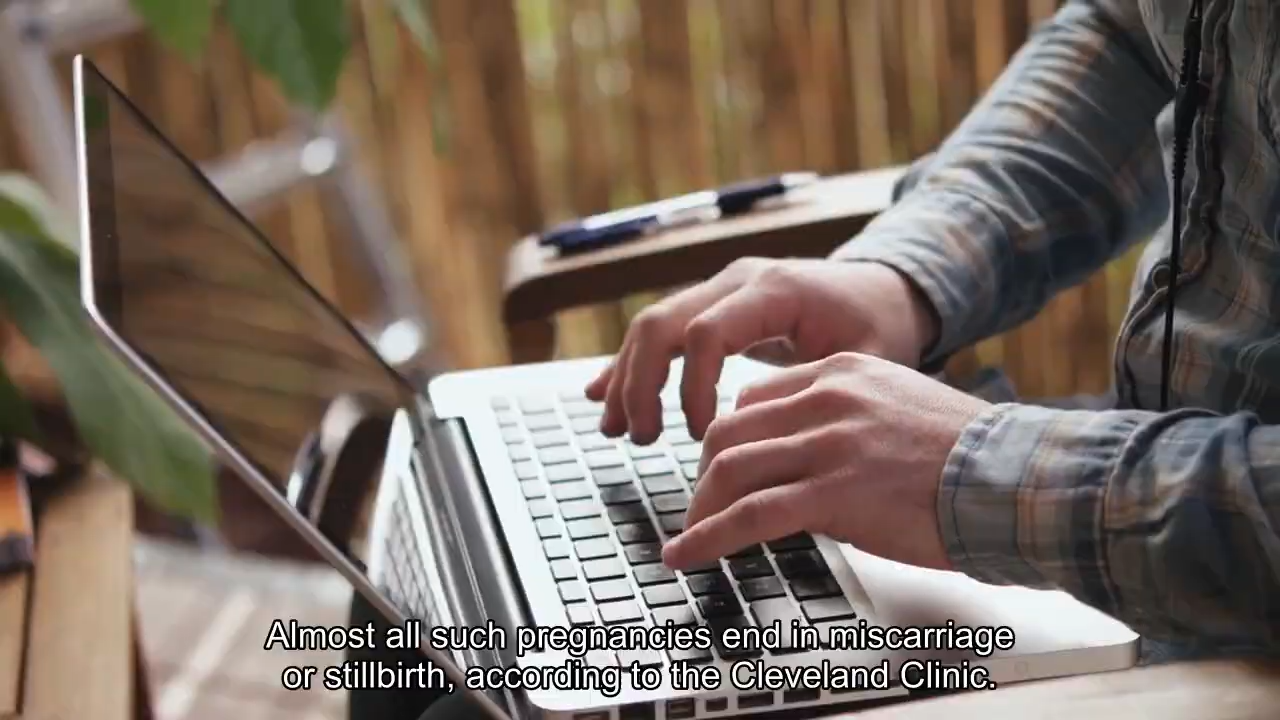 Almost all such pregnancies end in miscarriage
or stillbirth, according to the Cleveland Clinic.